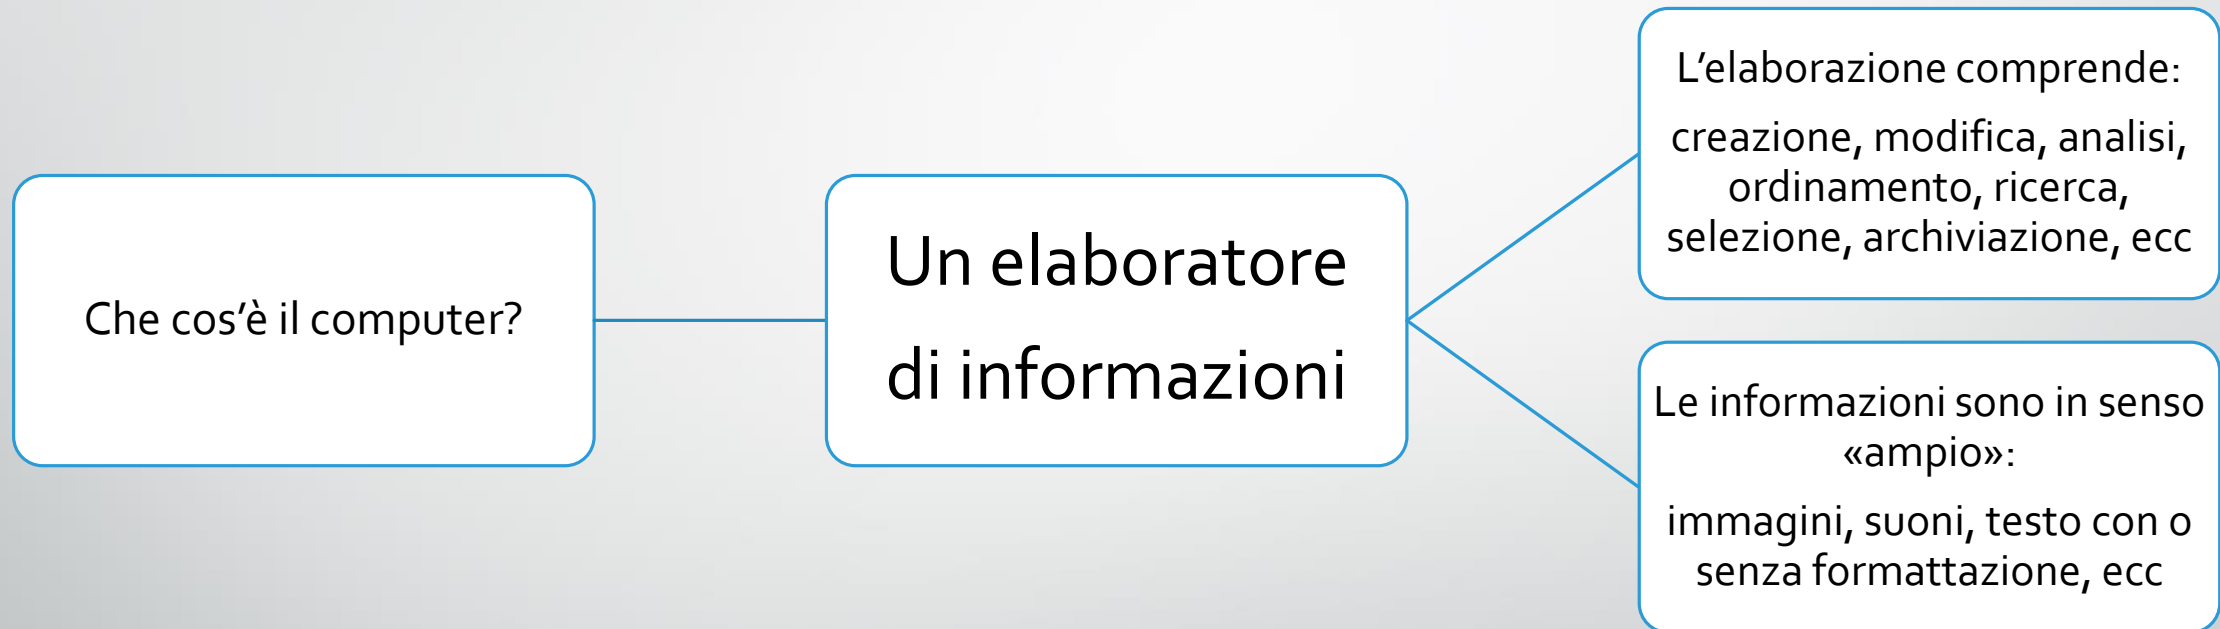 Che cos’è il computer?
Un elaboratore
di informazioni
L’elaborazione comprende:
creazione, modifica, analisi,
ordinamento, ricerca,
selezione, archiviazione, ecc
Le informazioni sono in senso
«ampio»:
immagini, suoni, testo con o
senza formattazione, ecc